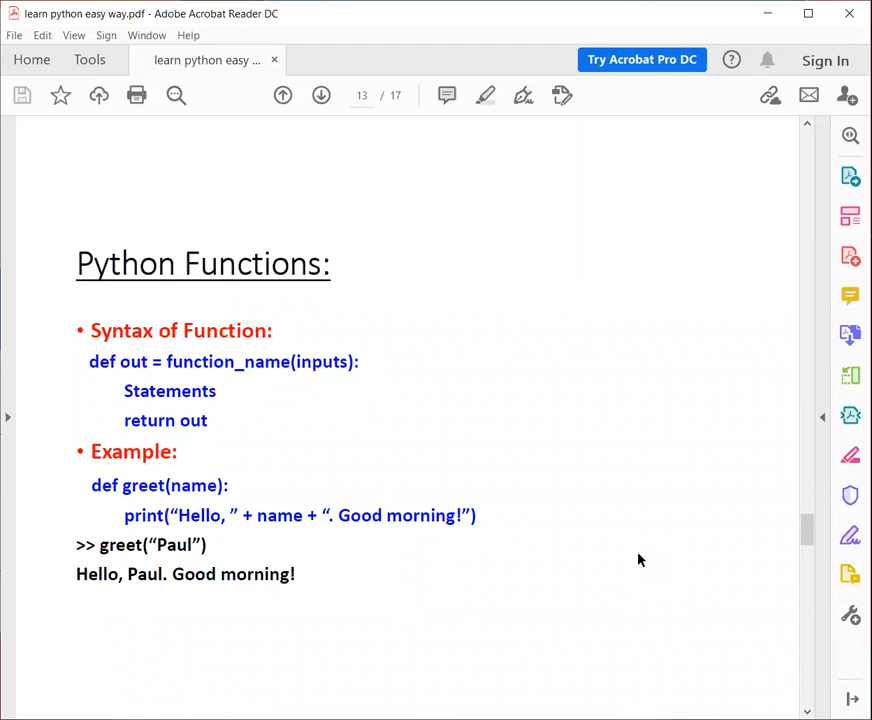 learn python easy way.pdf - Adobe Acrobat Reader DC
File Edit View Sign Window Help
Home Tools learn python easy ... × Try Acrobat Pro DC ? Sign In
13 / 17
Python Functions:
• Syntax of Function:
def out = function_name(inputs):
Statements
return out
• Example:
def greet(name):
print(“Hello, ” + name + “. Good morning!”)
>> greet(“Paul”)
Hello, Paul. Good morning!